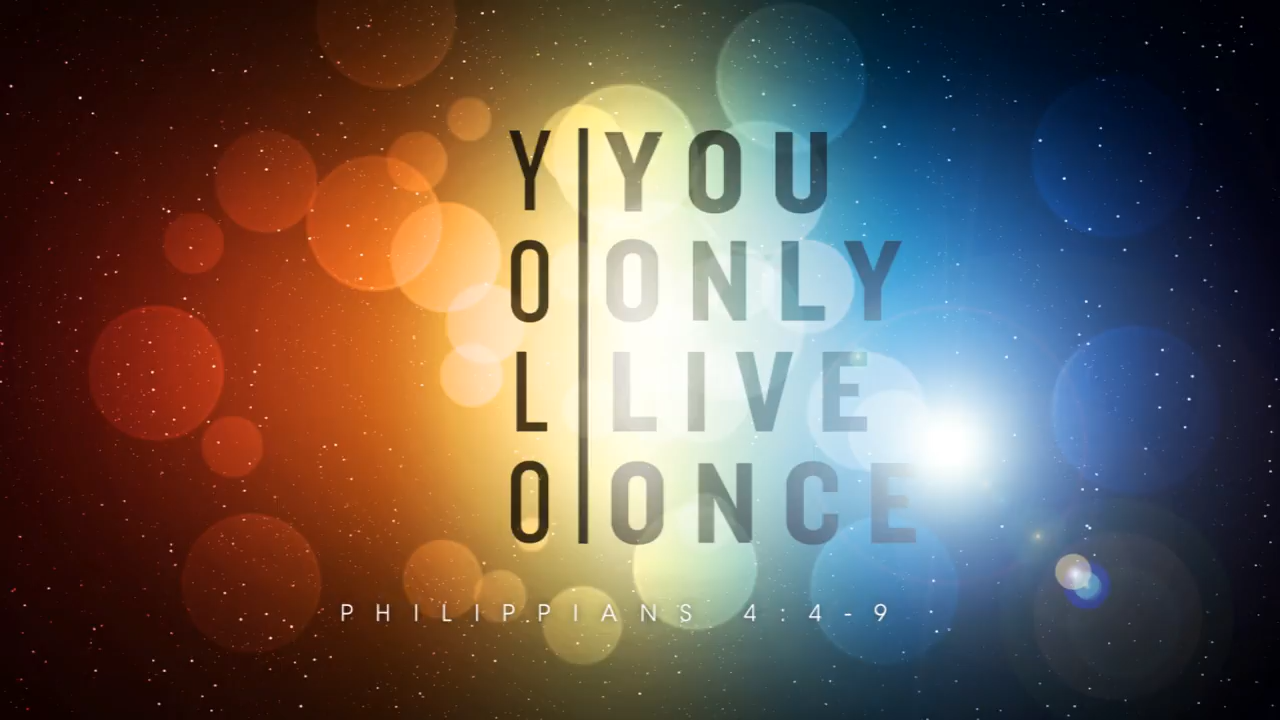 Y YOU
O ONLY
L LIVE
O ONCE
PHILIPPIANS 4:4-9